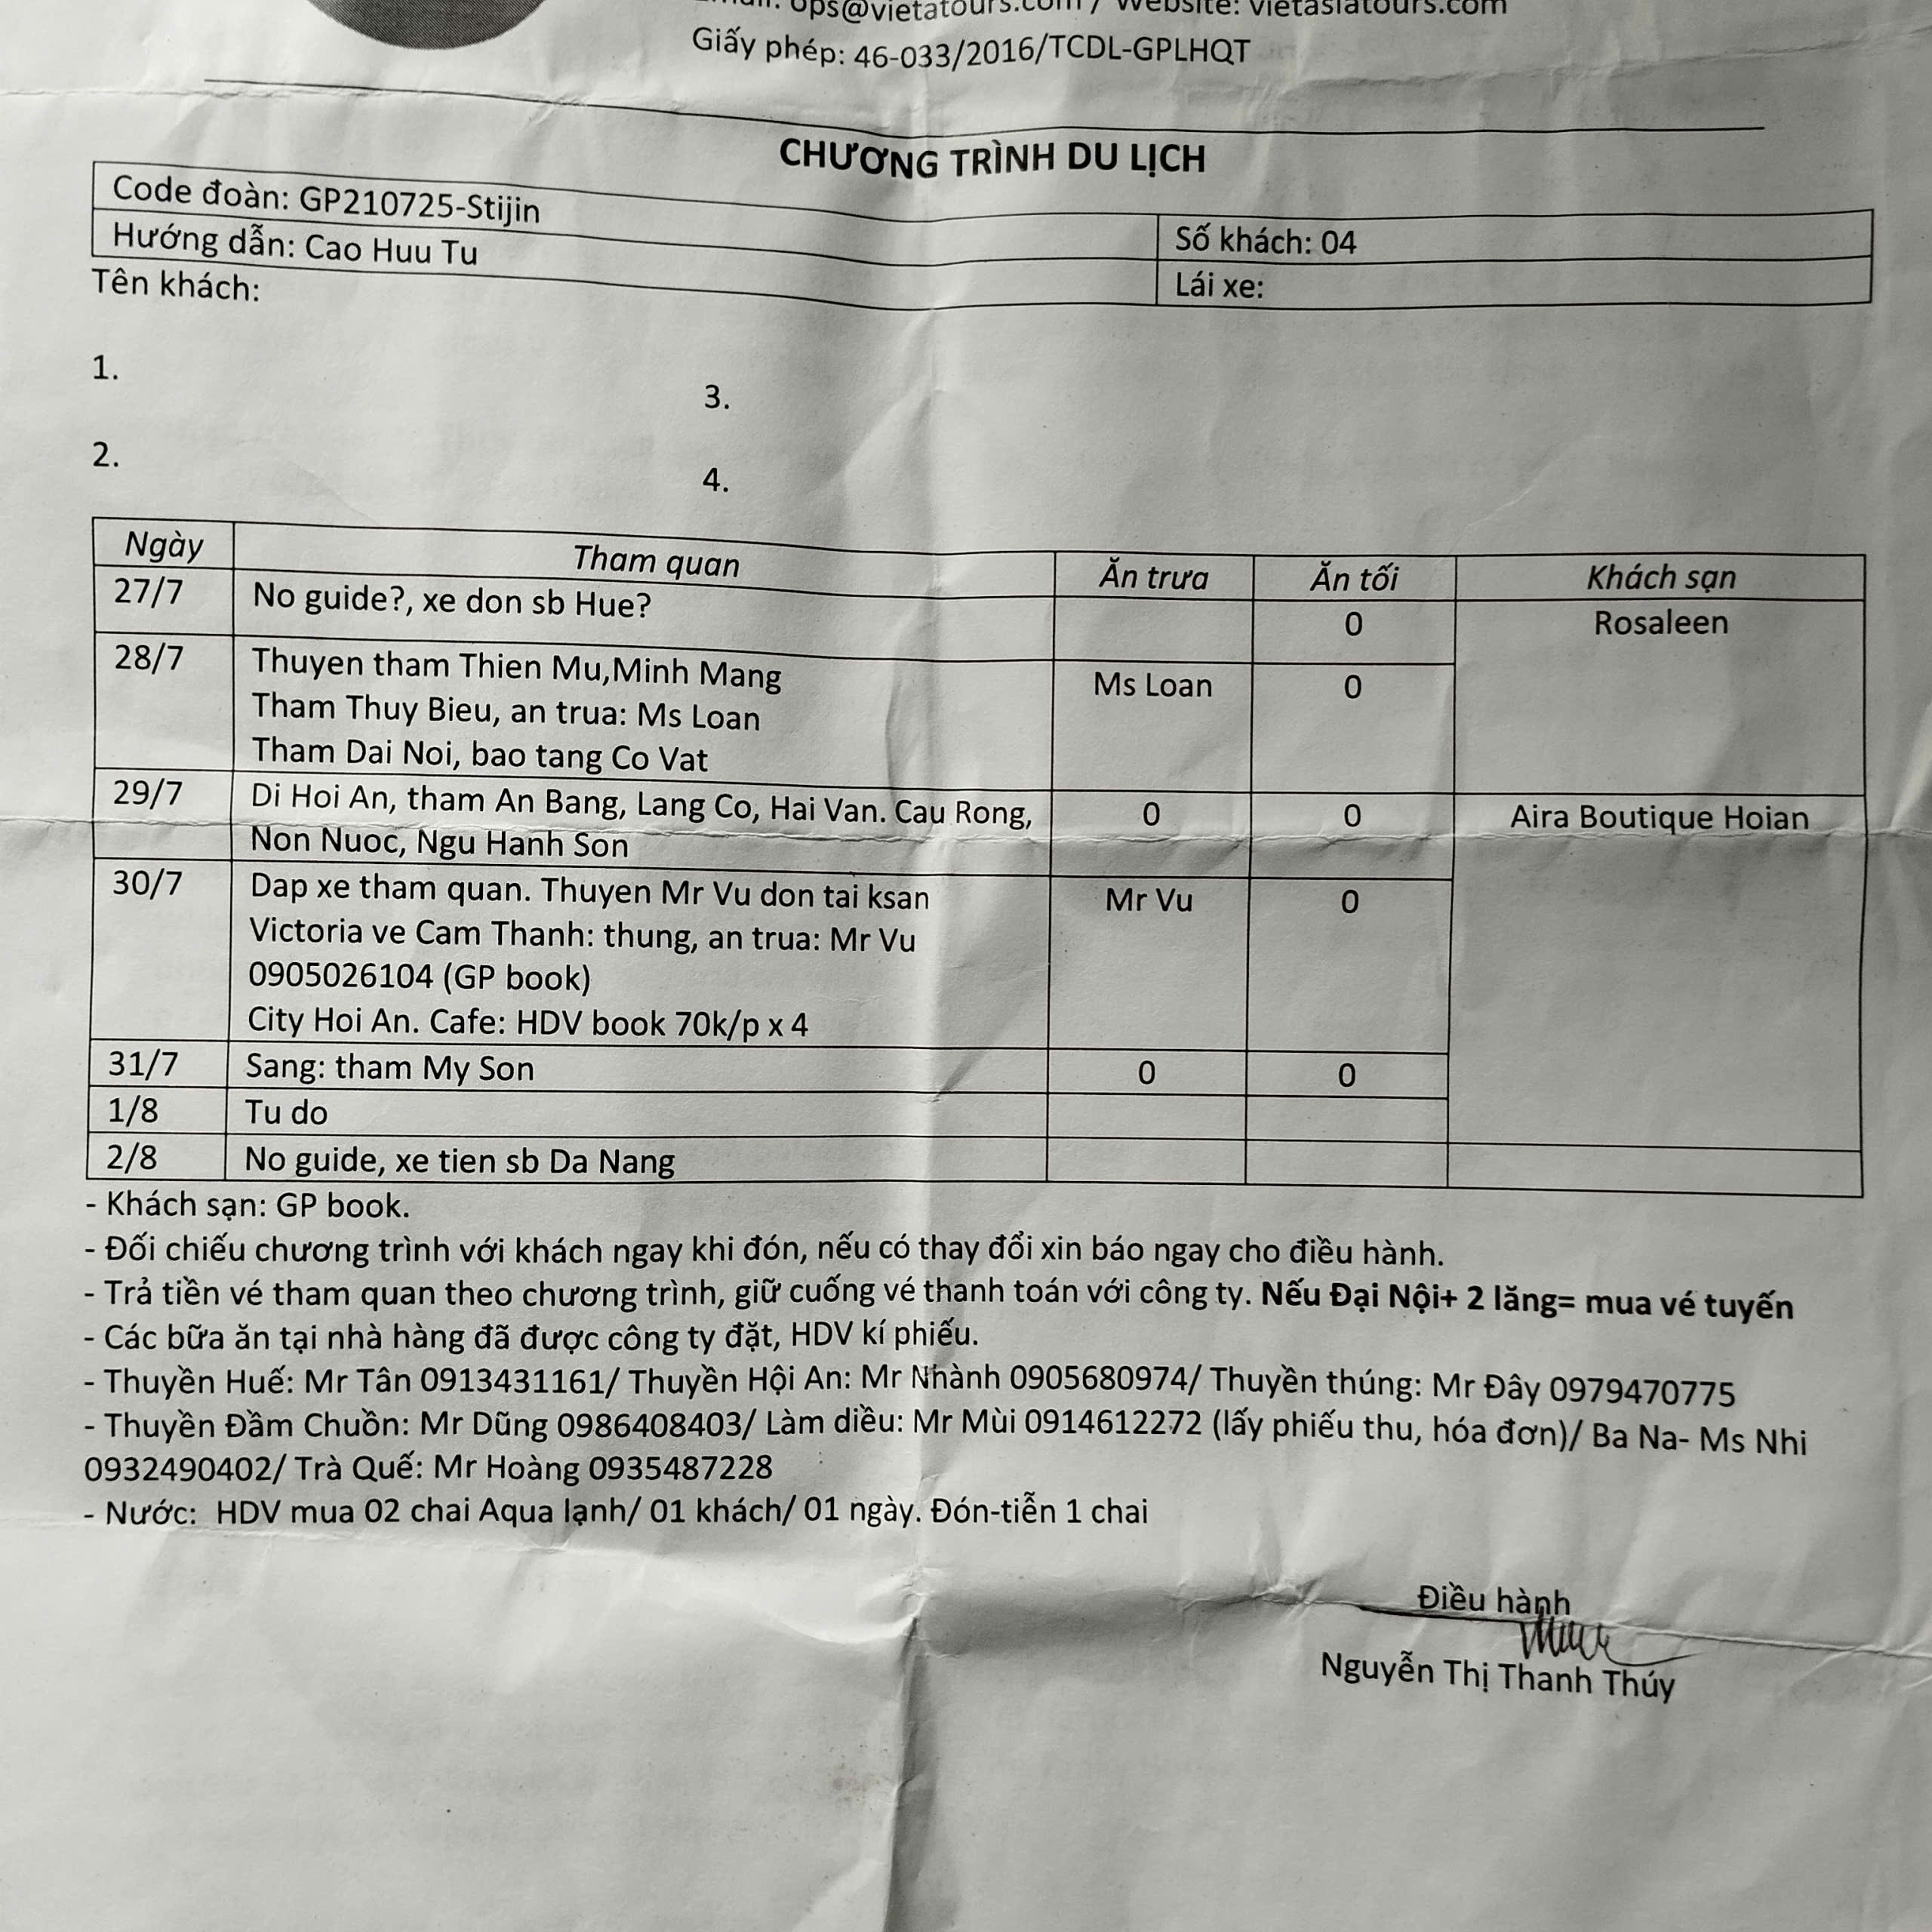 ops@vietatours.com / Website: vietasiatours.com
Giấy phép: 46-033/2016/TCDL-GPLHQT
CHƯƠNG TRÌNH DU LỊCH
Code đoàn: GP210725-Stijin
Số khách: 04
Hướng dẫn: Cao Huu Tu
Lái xe:
Tên khách:
1.
3.
2.
4.
Ngày Tham quan Ăn trưa Ăn tối Khách sạn
27/7 No guide?, xe don sb Hue? 0 Rosaleen
28/7 Thuyen tham Thien Mu,Minh Mang Ms Loan 0
Tham Thuy Bieu, an trua: Ms Loan
Tham Dai Noi, bao tang Co Vat
29/7 Di Hoi An, tham An Bang, Lang Co, Hai Van. Cau Rong, 0 0 Aira Boutique Hoian
Non Nuoc, Ngu Hanh Son
30/7 Dap xe tham quan. Thuyen Mr Vu don tai ksan Mr Vu 0
Victoria ve Cam Thanh: thung, an trua: Mr Vu
0905026104 (GP book)
City Hoi An. Cafe: HDV book 70k/p x 4
31/7 Sang: tham My Son 0 0
1/8 Tu do
2/8 No guide, xe tien sb Da Nang
- Khách sạn: GP book.
- Đối chiếu chương trình với khách ngay khi đón, nếu có thay đổi xin báo ngay cho điều hành.
- Trả tiền vé tham quan theo chương trình, giữ cuống vé thanh toán với công ty. Nếu Đại Nội+ 2 lăng= mua vé tuyến
- Các bữa ăn tại nhà hàng đã được công ty đặt, HDV kí phiếu.
- Thuyền Huế: Mr Tân 0913431161/ Thuyền Hội An: Mr Nhành 0905680974/ Thuyền thúng: Mr Đây 0979470775
- Thuyền Đầm Chuồn: Mr Dũng 0986408403/ Làm diều: Mr Mùi 0914612272 (lấy phiếu thu, hóa đơn)/ Ba Na- Ms Nhi
0932490402/ Trà Quế: Mr Hoàng 0935487228
- Nước: HDV mua 02 chai Aqua lạnh/ 01 khách/ 01 ngày. Đón-tiễn 1 chai
Điều hành
Nguyễn Thị Thanh Thúy